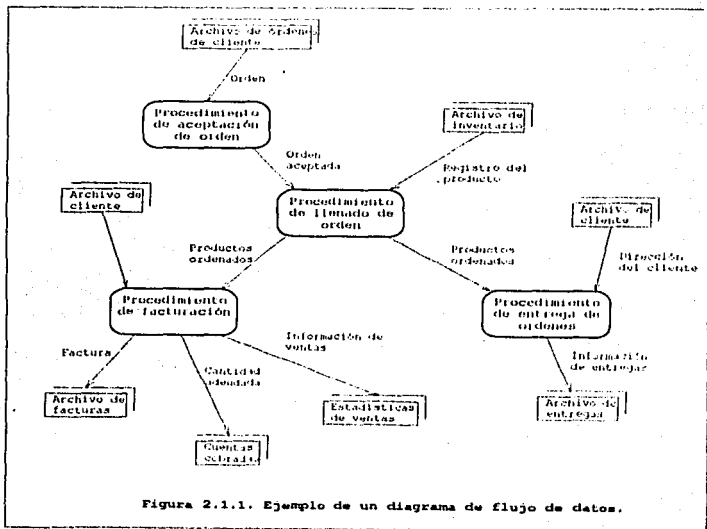 Archivo de órdenes
de cliente
Orden
Procedimiento
de aceptación
de orden
Archivo de
inventario
Orden
aceptada
Registro del
producto
Archivo de
cliente
Procedimiento
de llenado de
orden
Archivo de
cliente
Productos
ordenados
Productos
ordenados
Dirección
del cliente
Procedimiento
de facturación
Procedimiento
de entrega de
ordenes
Factura
Cantidad
adeudada
Información de
ventas
Información
de entregas
Archivo de
facturas
Estadísticas
de ventas
Archivo de
entregas
Cuentas
Figura 2.1.1. Ejemplo de un diagrama de flujo de datos.